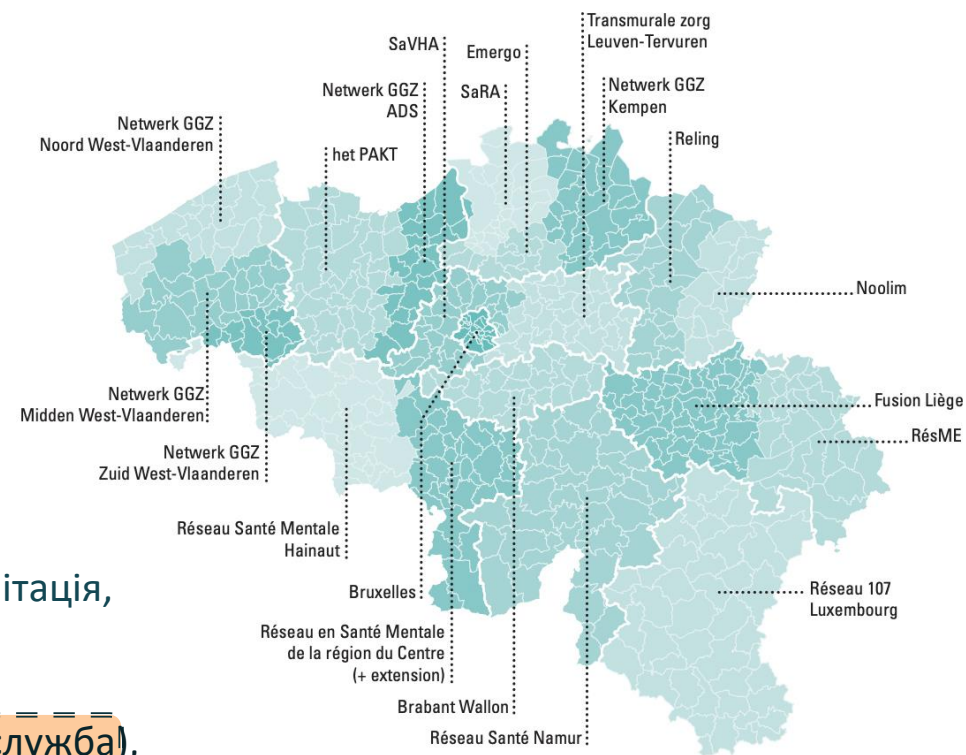 Transmurale zorg
Leuven-Tervuren
SaVHA
Emergo
Netwerk GGZ
ADS
SaRA
Netwerk GGZ
Kempen
Netwerk GGZ
Noord West-Vlaanderen
het PAKT
Reling
Noolim
Netwerk GGZ
Midden West-Vlaanderen
Fusion Liège
RésME
Netwerk GGZ
Zuid West-Vlaanderen
Réseau Santé Mentale
Hainaut
ітація,
Bruxelles
Réseau 107
Luxembourg
Réseau en Santé Mentale
de la région du Centre
(+ extension)
Brabant Wallon
Réseau Santé Namur
служба).